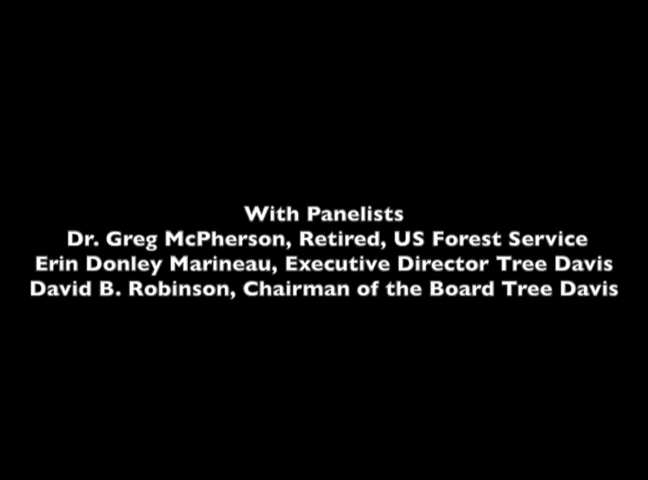 With Panelists
Dr. Greg McPherson, Retired, US Forest Service
Erin Donley Marineau, Executive Director Tree Davis
David B. Robinson, Chairman of the Board Tree Davis